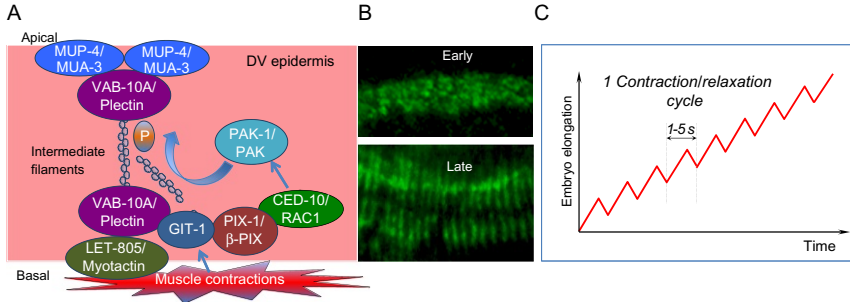 A
Apical
MUP-4/
MUA-3
MUP-4/
MUA-3
DV epidermis
VAB-10A/
Plectin
P
PAK-1/
PAK
Intermediate
filaments
VAB-10A/
Plectin
CED-10/
RAC1
GIT-1
PIX-1/
β-PIX
LET-805/
Myotactin
Basal
Muscle contractions
B
Early
Late
C
1 Contraction/relaxation
cycle
1-5 s
Embryo elongation
Time